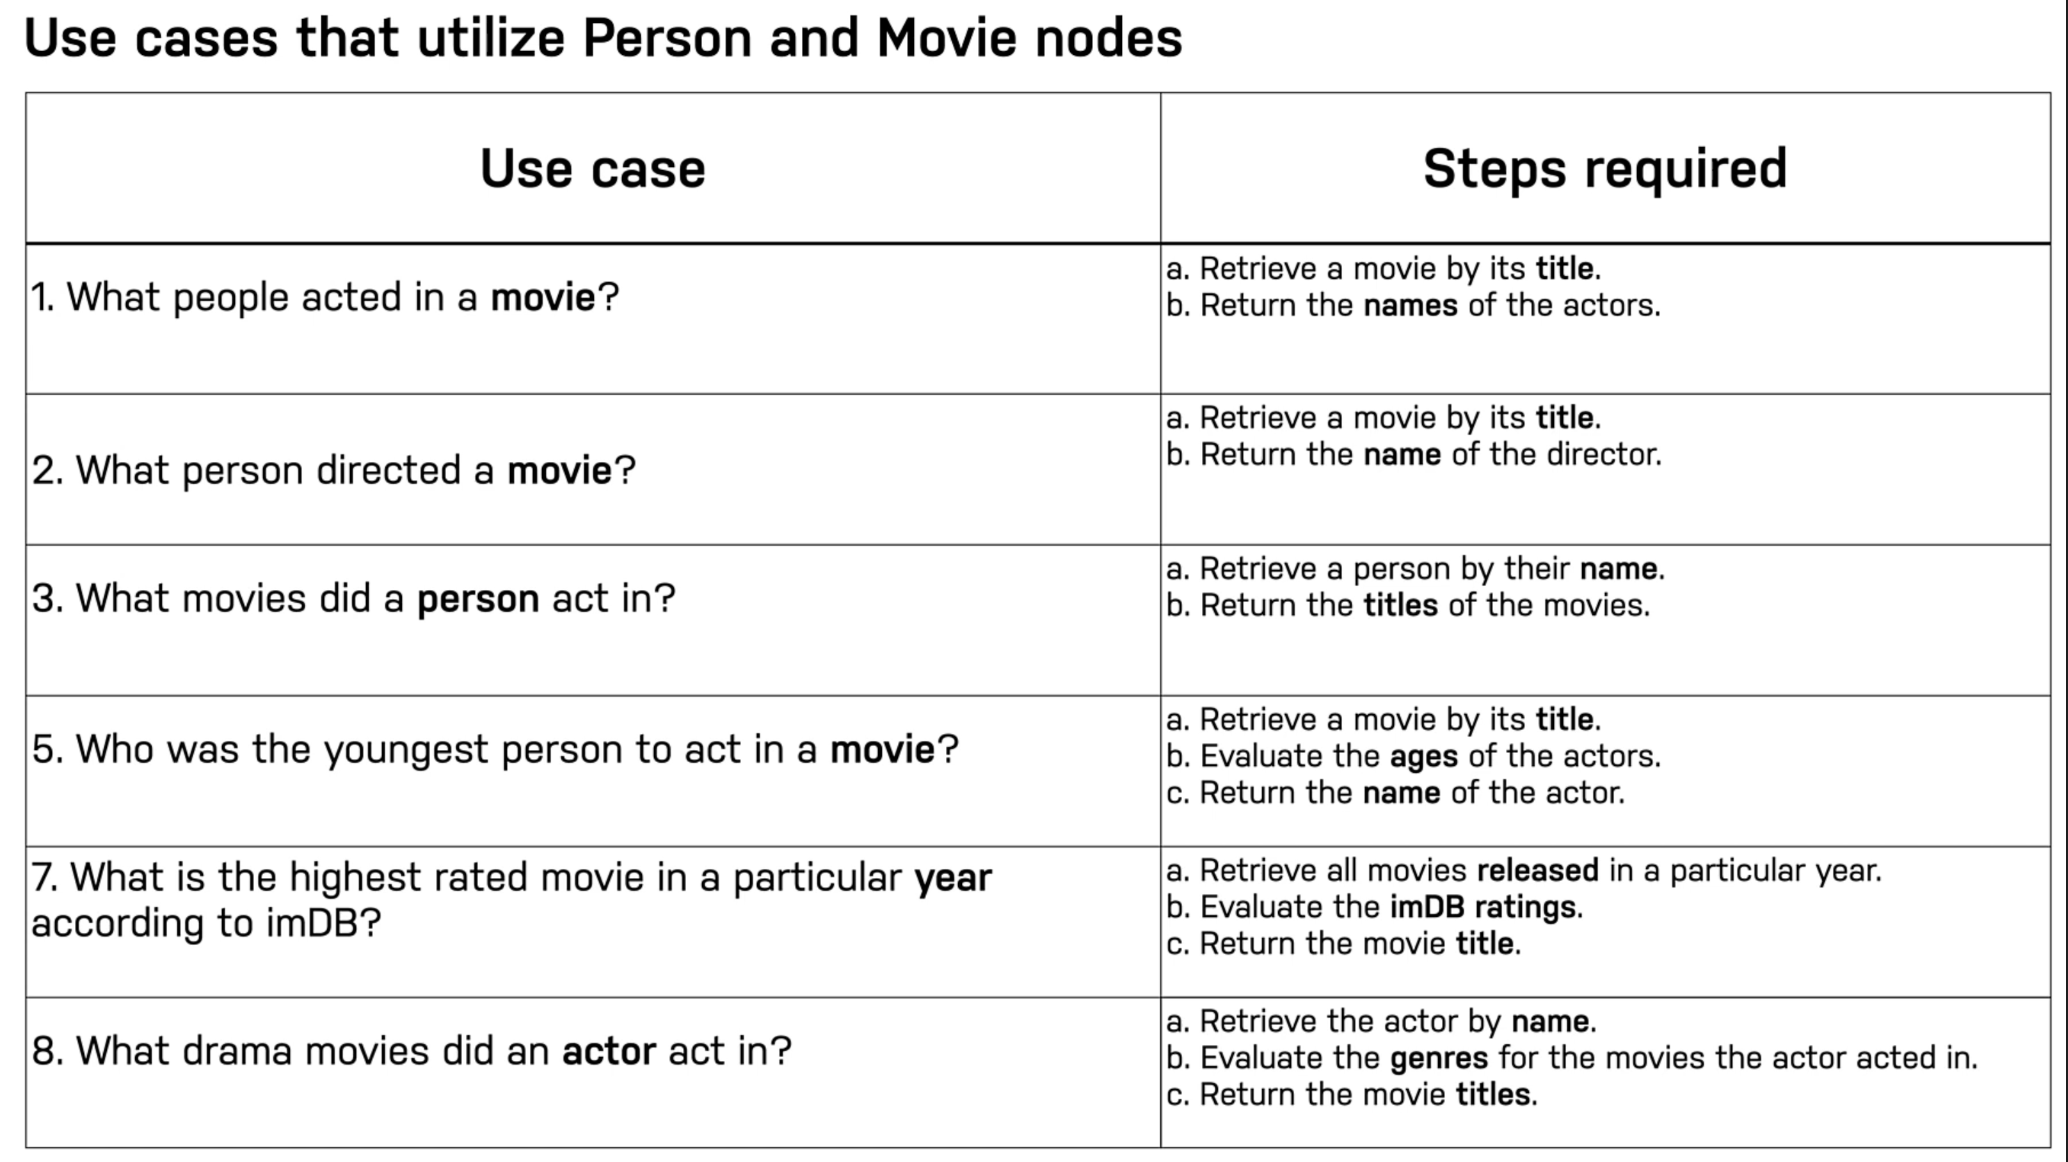 Use cases that utilize Person and Movie nodes
Use case
Steps required
1. What people acted in a movie?
a. Retrieve a movie by its title.
b. Return the names of the actors.
2. What person directed a movie?
a. Retrieve a movie by its title.
b. Return the name of the director.
3. What movies did a person act in?
a. Retrieve a person by their name.
b. Return the titles of the movies.
5. Who was the youngest person to act in a movie?
a. Retrieve a movie by its title.
b. Evaluate the ages of the actors.
c. Return the name of the actor.
7. What is the highest rated movie in a particular year
according to imDB?
a. Retrieve all movies released in a particular year.
b. Evaluate the imDB ratings.
c. Return the movie title.
8. What drama movies did an actor act in?
a. Retrieve the actor by name.
b. Evaluate the genres for the movies the actor acted in.
c. Return the movie titles.